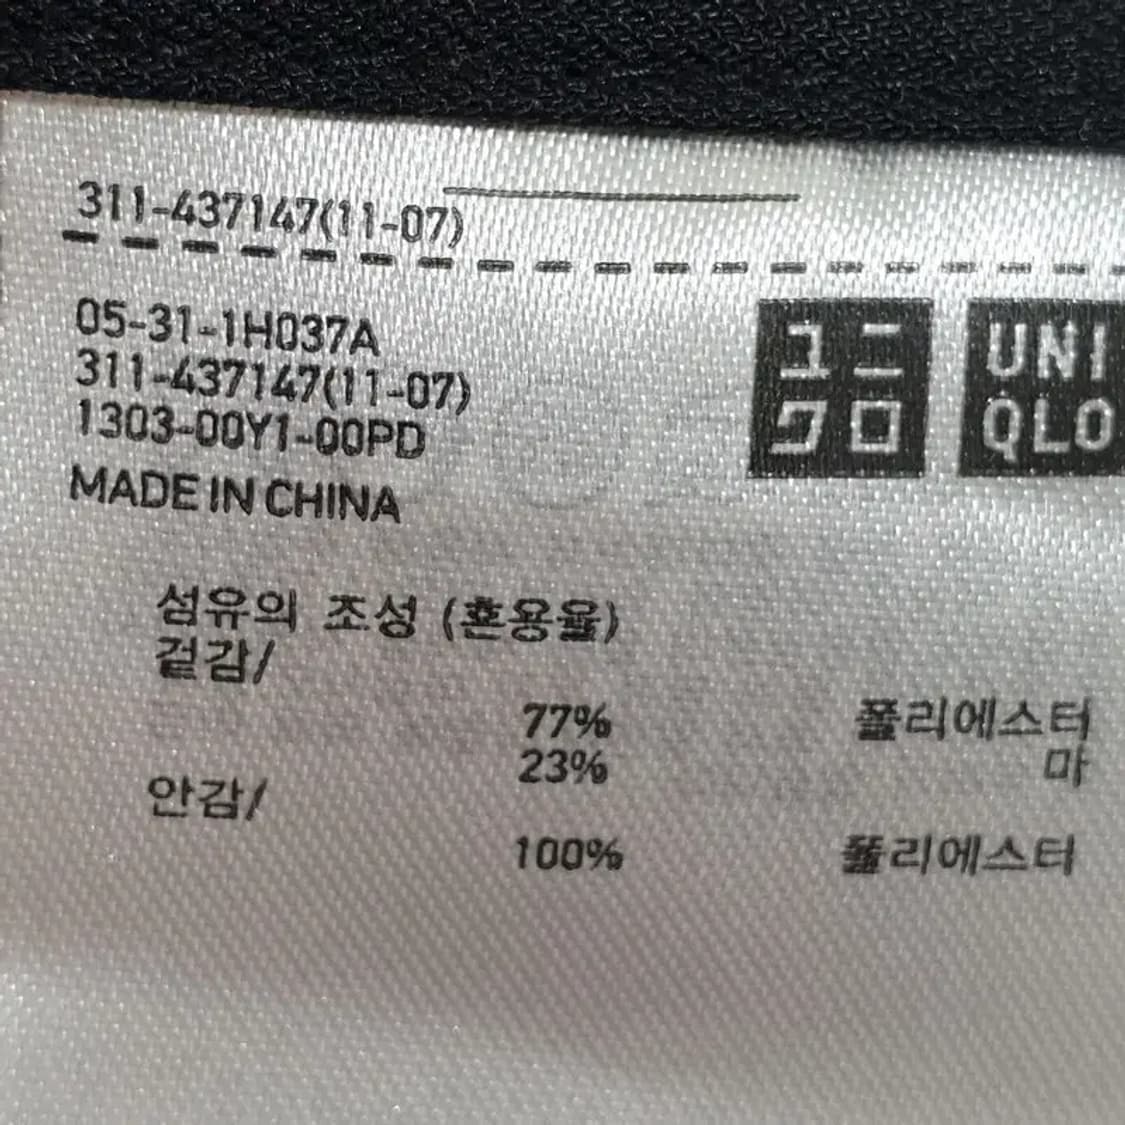 311-437147(11-07)
05-31-1H037A
311-437147(11-07)
1303-00Y1-00PD
MADE IN CHINA
ユニ
クロ
UNI
QLO
섬유의 조성 (혼용율)
겉감/
77% 폴리에스터
23% 마
안감/
100% 폴리에스터